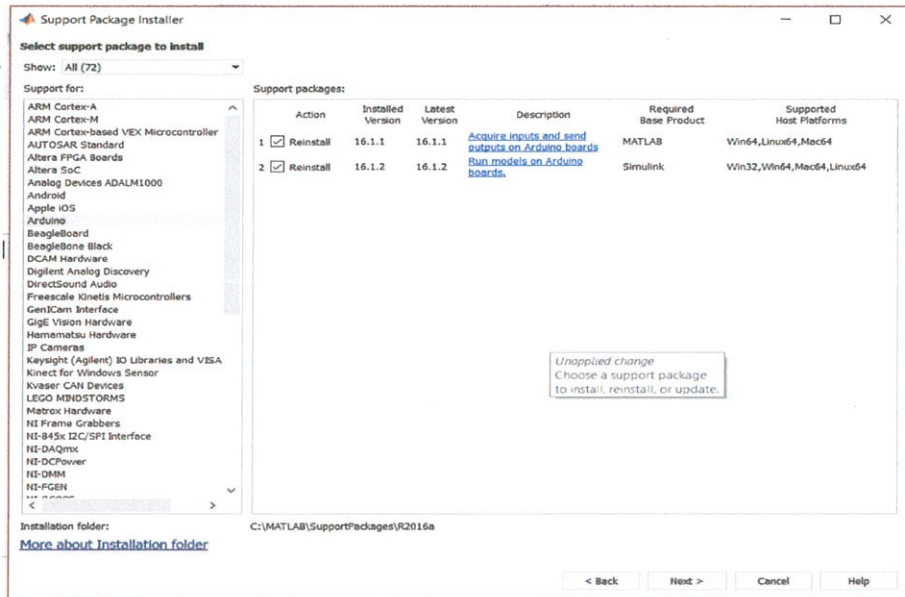 Support Package Installer
Select support package to install
Show: All (72)
Support for:
ARM Cortex-A
ARM Cortex-M
ARM Cortex-based VEX Microcontroller
AUTOSAR Standard
Altera FPGA Boards
Altera SoC
Analog Devices ADALM1000
Android
Apple iOS
Arduino
BeagleBoard
BeagleBone Black
DCAM Hardware
Digilent Analog Discovery
DirectSound Audio
Freescale Kinetis Microcontrollers
GenICam Interface
GigE Vision Hardware
Hamamatsu Hardware
IP Cameras
Keysight (Agilent) IO Libraries and VISA
Kinect for Windows Sensor
Kvaser CAN Devices
LEGO MINDSTORMS
Matrox Hardware
NI Frame Grabbers
NI-845x I2C/SPI Interface
NI-DAQmx
NI-DCPower
NI-DMM
NI-FGEN
Support packages:
Action Installed Version Latest Version Description Required Base Product Supported Host Platforms
1 Reinstall 16.1.1 16.1.1 Acquire inputs and send outputs on Arduino boards MATLAB Win64,Linux64,Mac64
2 Reinstall 16.1.2 16.1.2 Run models on Arduino boards. Simulink Win32,Win64,Mac64,Linux64
Unapplied change
Choose a support package
to install, reinstall, or update.
Installation folder: C:\MATLAB\SupportPackages\R2016a
More about Installation folder
< Back Next > Cancel Help